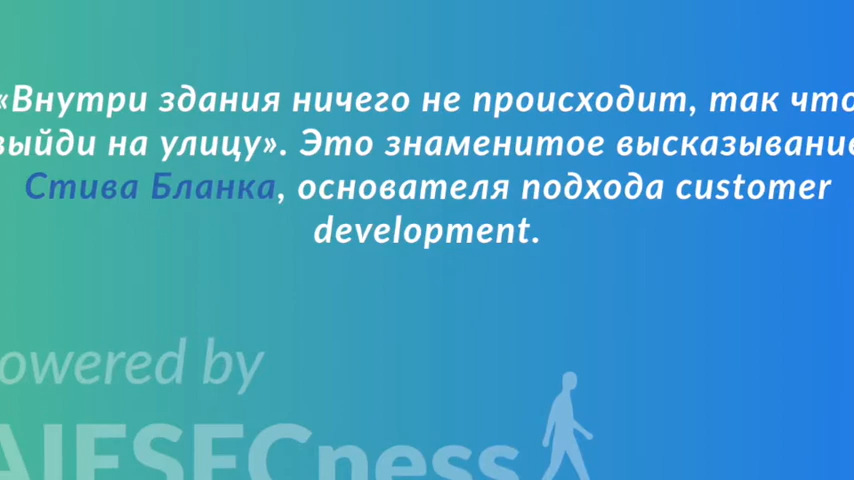 «Внутри здания ничего не происходит, так что
выйди на улицу». Это знаменитое высказывание
Стива Бланка, основателя подхода customer
development.
owered by
AIESECness